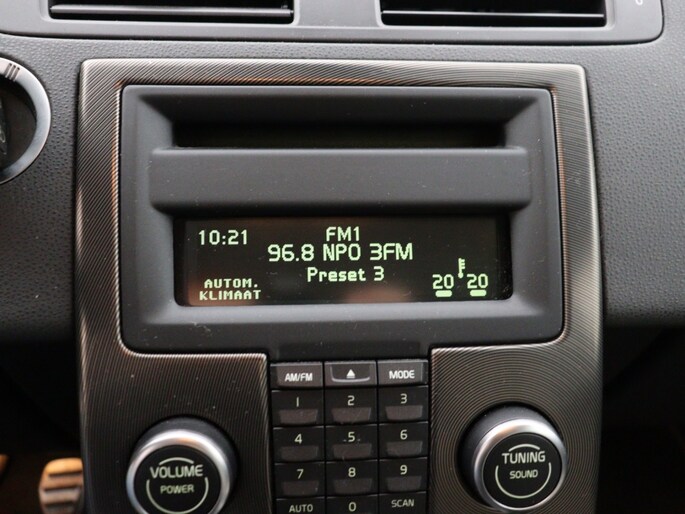 10:21
FM1
96.8 NPO 3FM
Preset 3
AUTOM.
KLIMAAT
20 20
AM/FM MODE
1 2 3
4 5 6
7 8 9
AUTO 0 SCAN
VOLUME
POWER
TUNING
SOUND